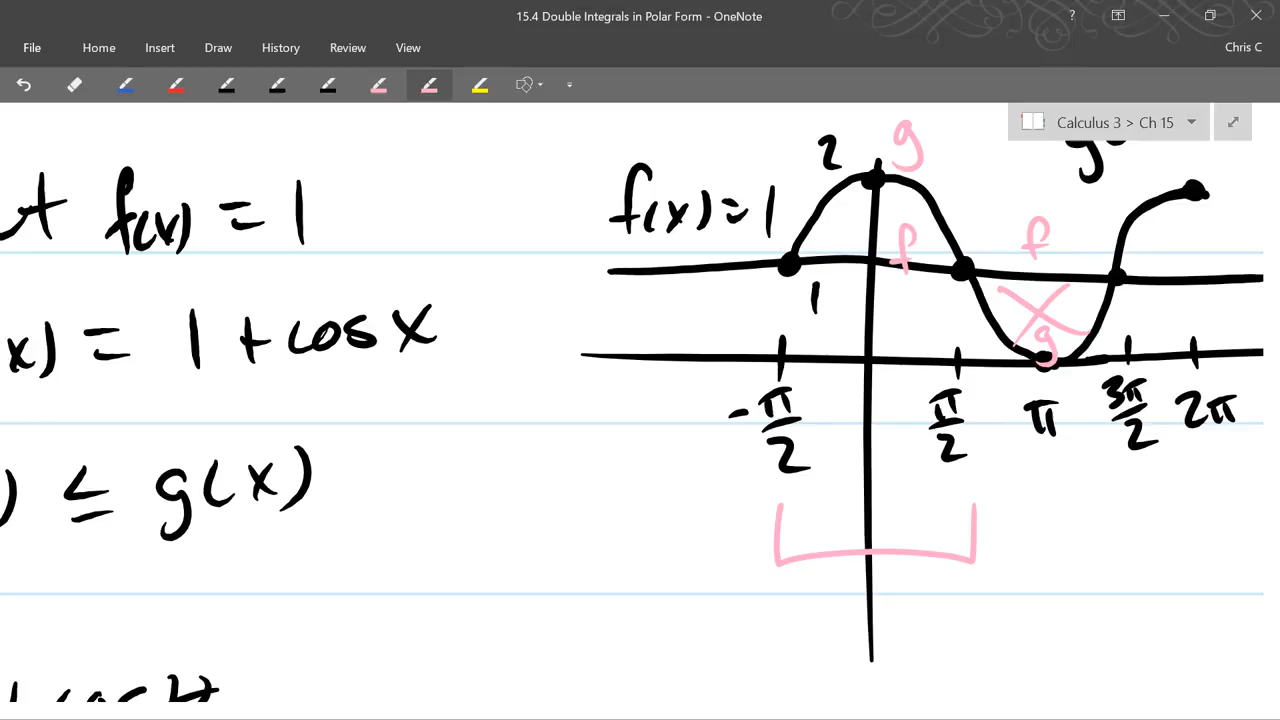 15.4 Double Integrals in Polar Form - OneNote
?
Chris C
File Home Insert Draw History Review View
Calculus 3 > Ch 15
f(x) = 1
x) = 1 + cos x
) ≤ g(x)
2 g
f(x) = 1
f f
1
g
-π/2 π/2 π 3π/2 2π